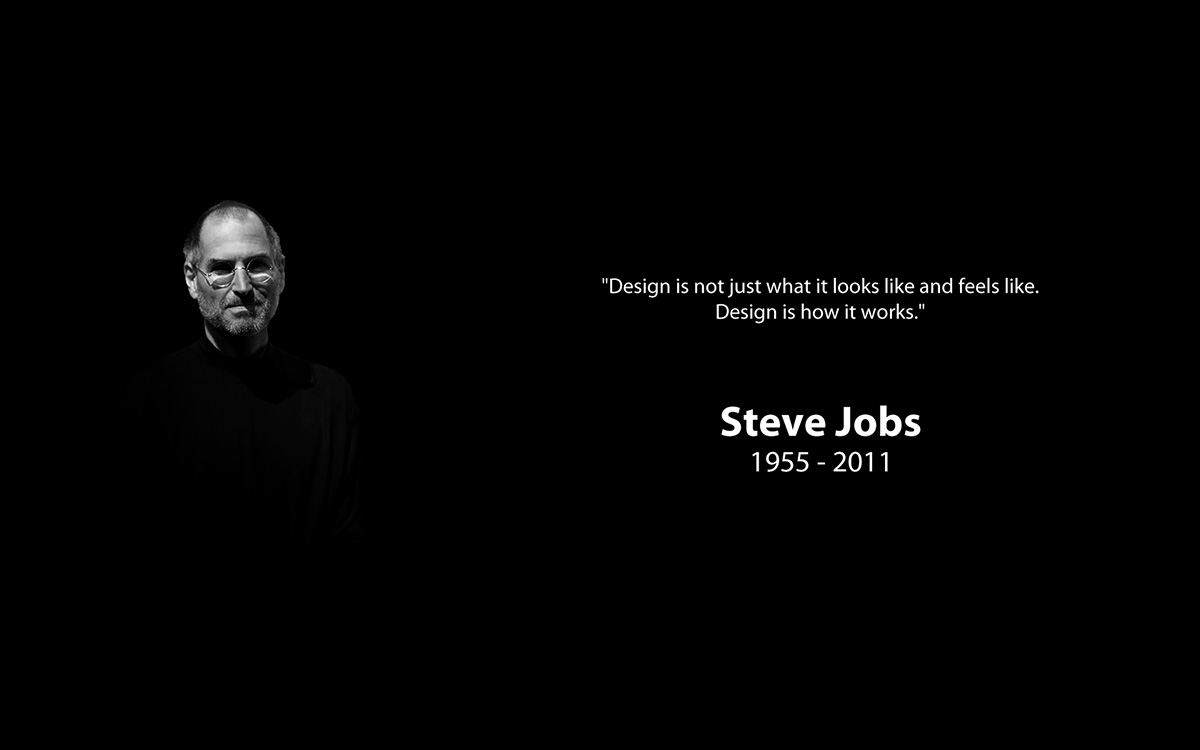 "Design is not just what it looks like and feels like.
Design is how it works."
Steve Jobs
1955 - 2011